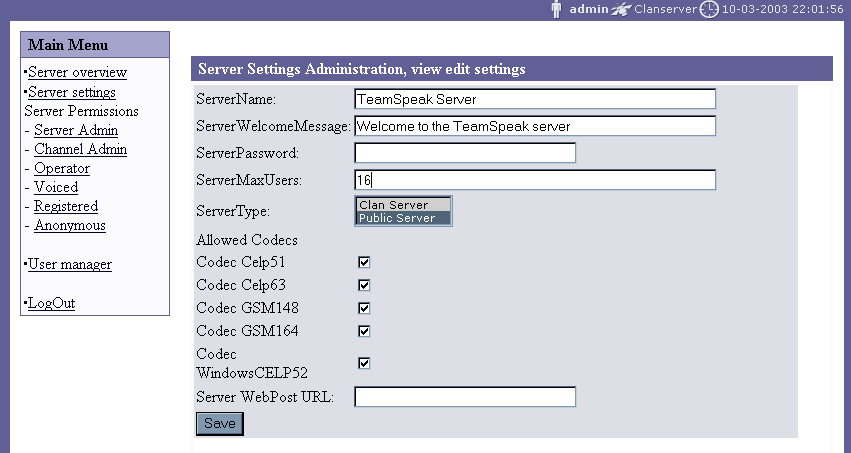 admin Clanserver 10-03-2003 22:01:56
Main Menu
·Server overview
·Server settings
Server Permissions
- Server Admin
- Channel Admin
- Operator
- Voiced
- Registered
- Anonymous
·User manager
·LogOut
Server Settings Administration, view edit settings
ServerName: TeamSpeak Server
ServerWelcomeMessage: Welcome to the TeamSpeak server
ServerPassword:
ServerMaxUsers: 16
ServerType: Clan Server
Public Server
Allowed Codecs
Codec Celp51
Codec Celp63
Codec GSM148
Codec GSM164
Codec
WindowsCELP52
Server WebPost URL:
Save